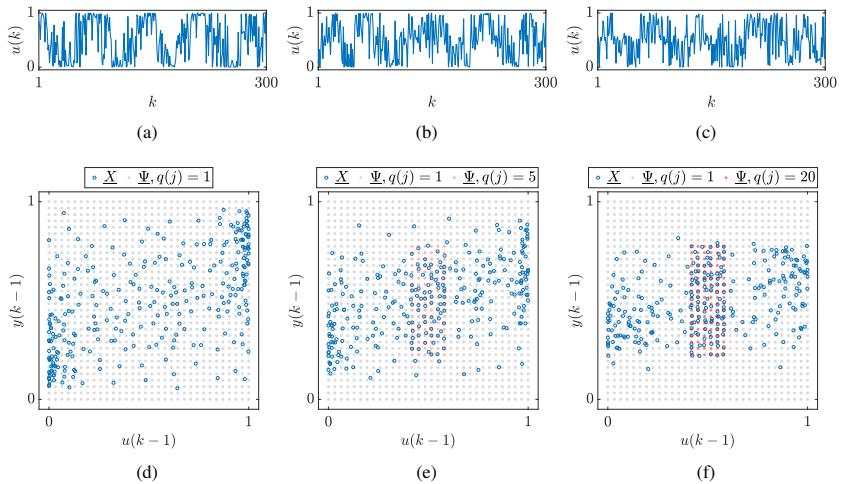 1
u(k)
0
1
300
k
(a)
1
u(k)
0
1
300
k
(b)
1
u(k)
0
1
300
k
(c)
X Ψ, q(j) = 1
1
y(k − 1)
0
0
1
u(k − 1)
(d)
X Ψ, q(j) = 1 Ψ, q(j) = 5
1
y(k − 1)
0
0
1
u(k − 1)
(e)
X Ψ, q(j) = 1 Ψ, q(j) = 20
1
y(k − 1)
0
0
1
u(k − 1)
(f)